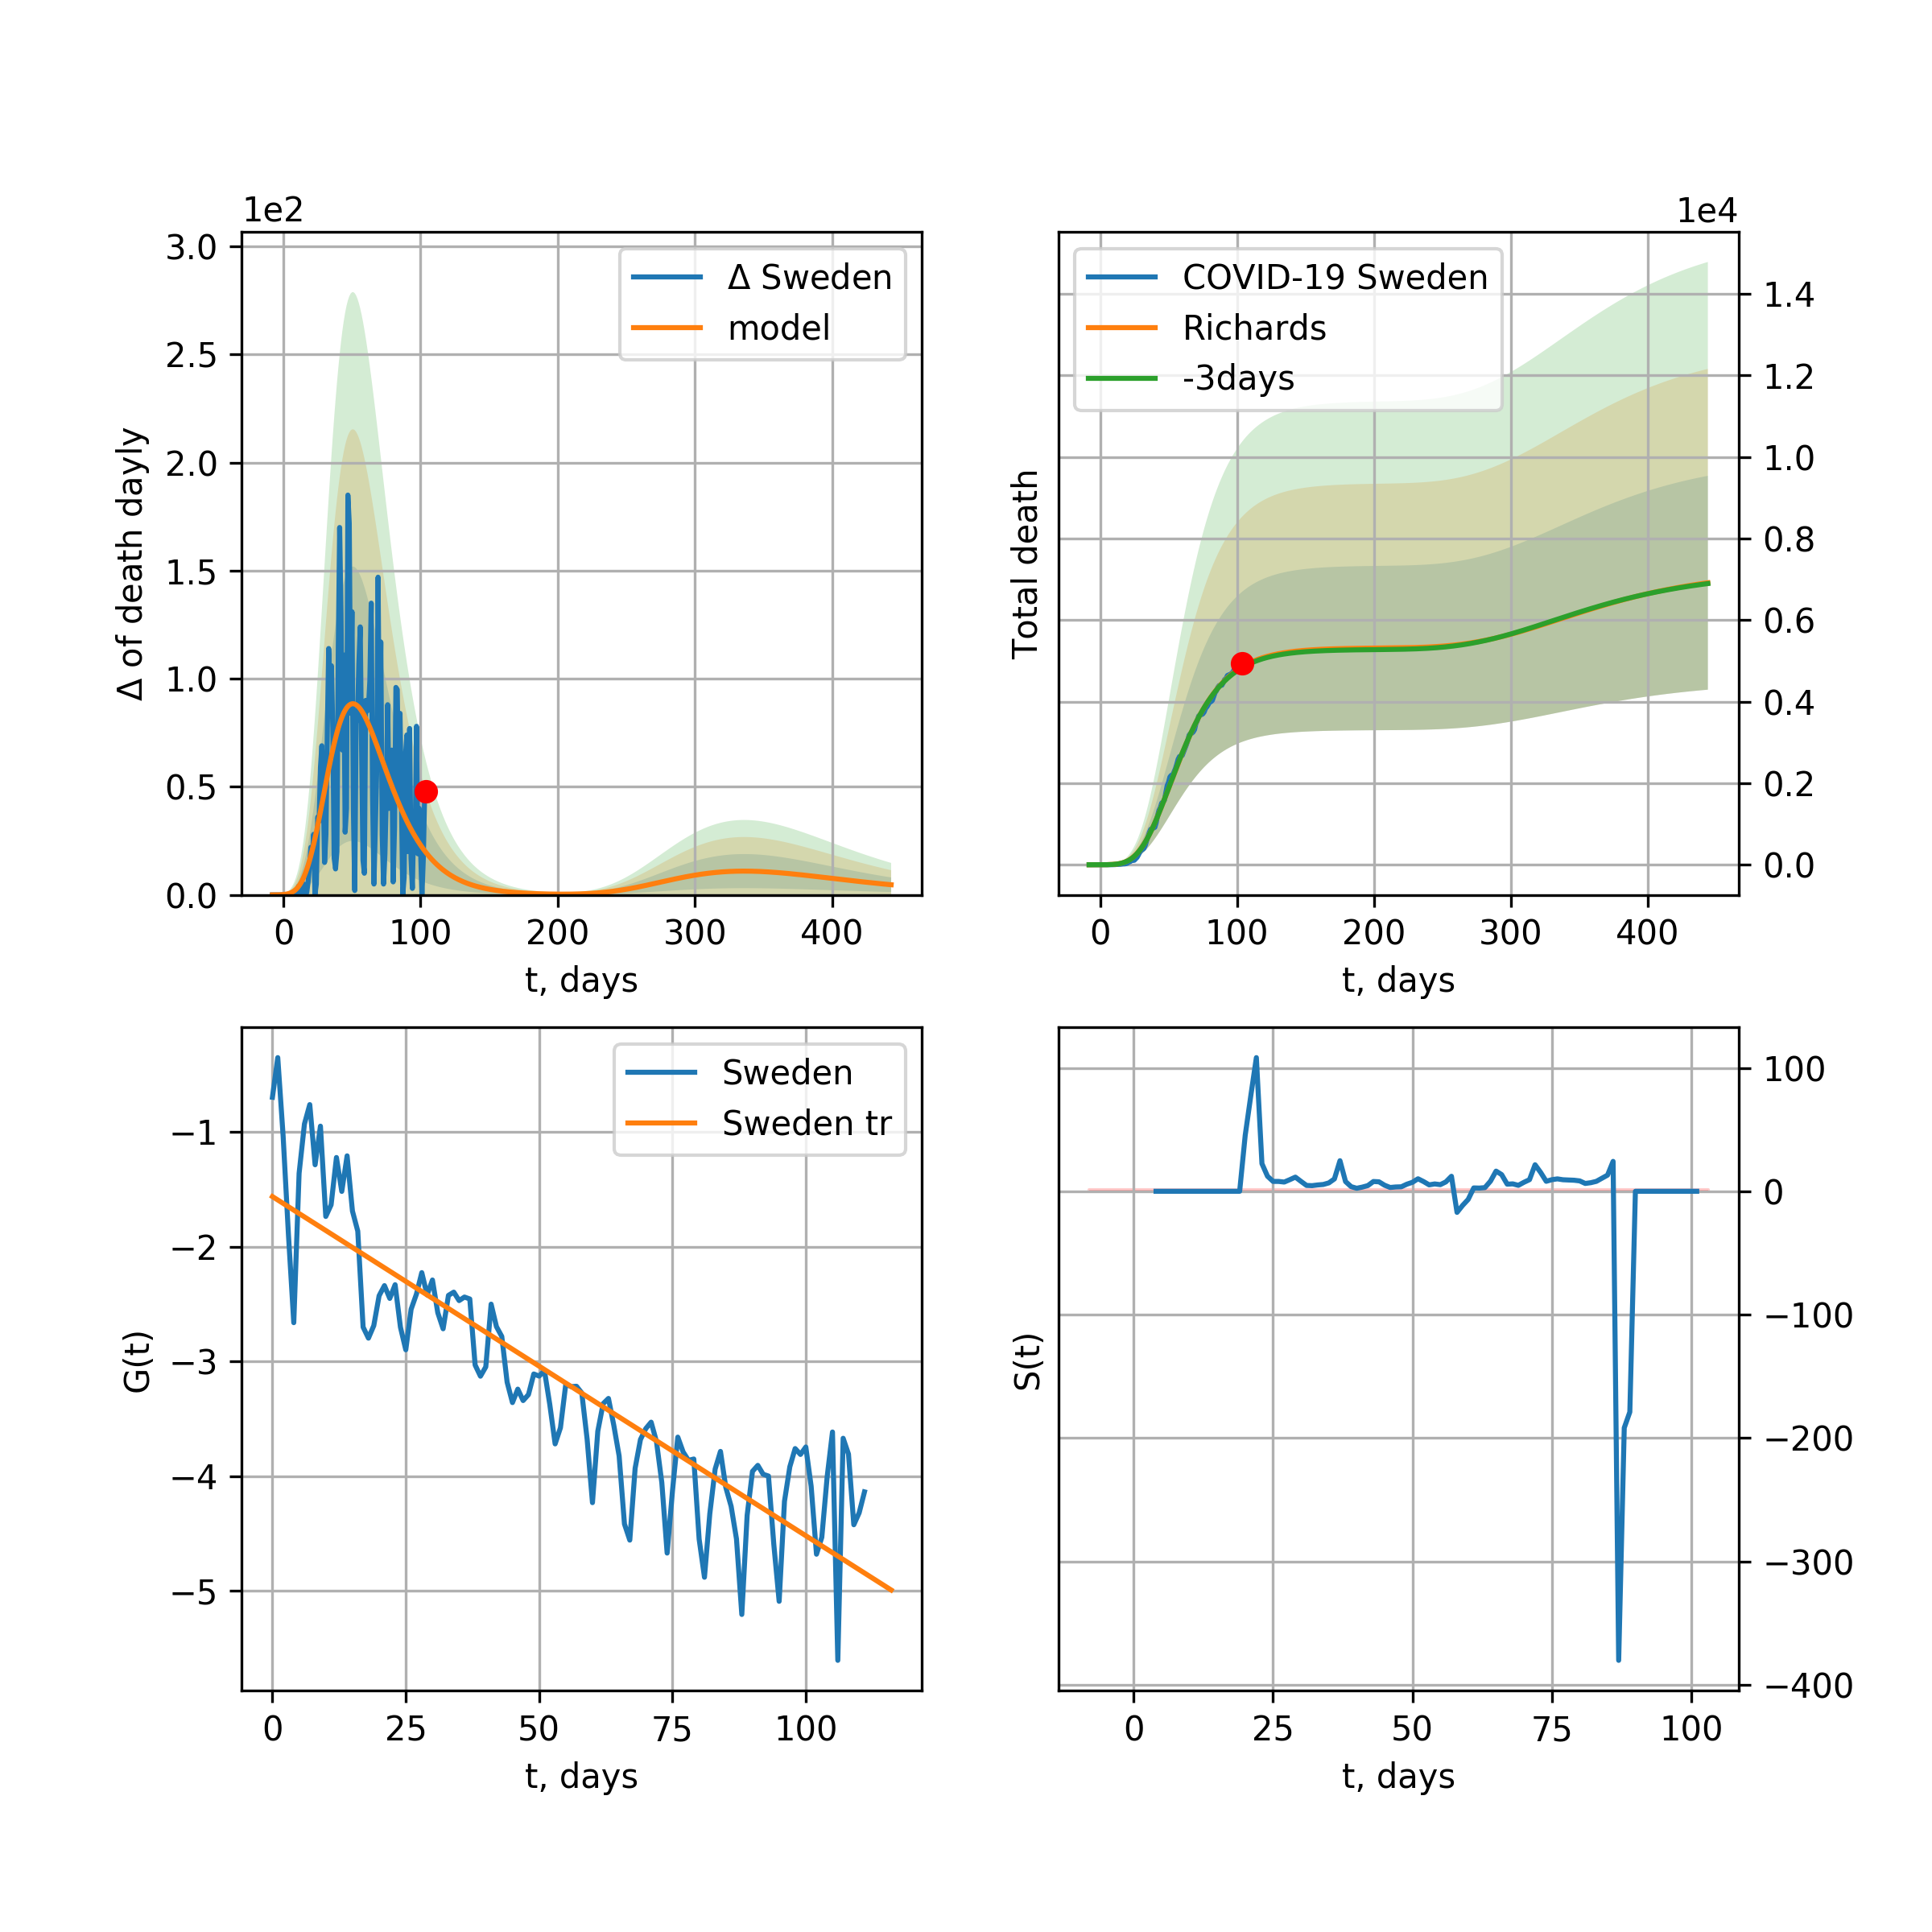 1e2
3.0
2.5
2.0
1.5
1.0
0.5
0.0
Δ of death dayly
Δ Sweden
model
0 100 200 300 400
t, days
1e4
1.4
1.2
1.0
0.8
0.6
0.4
0.2
0.0
Total death
COVID-19 Sweden
Richards
-3days
0 100 200 300 400
t, days
−1
−2
−3
−4
−5
G(t)
Sweden
Sweden tr
0 25 50 75 100
t, days
100
0
−100
−200
−300
−400
S(t)
0 25 50 75 100
t, days